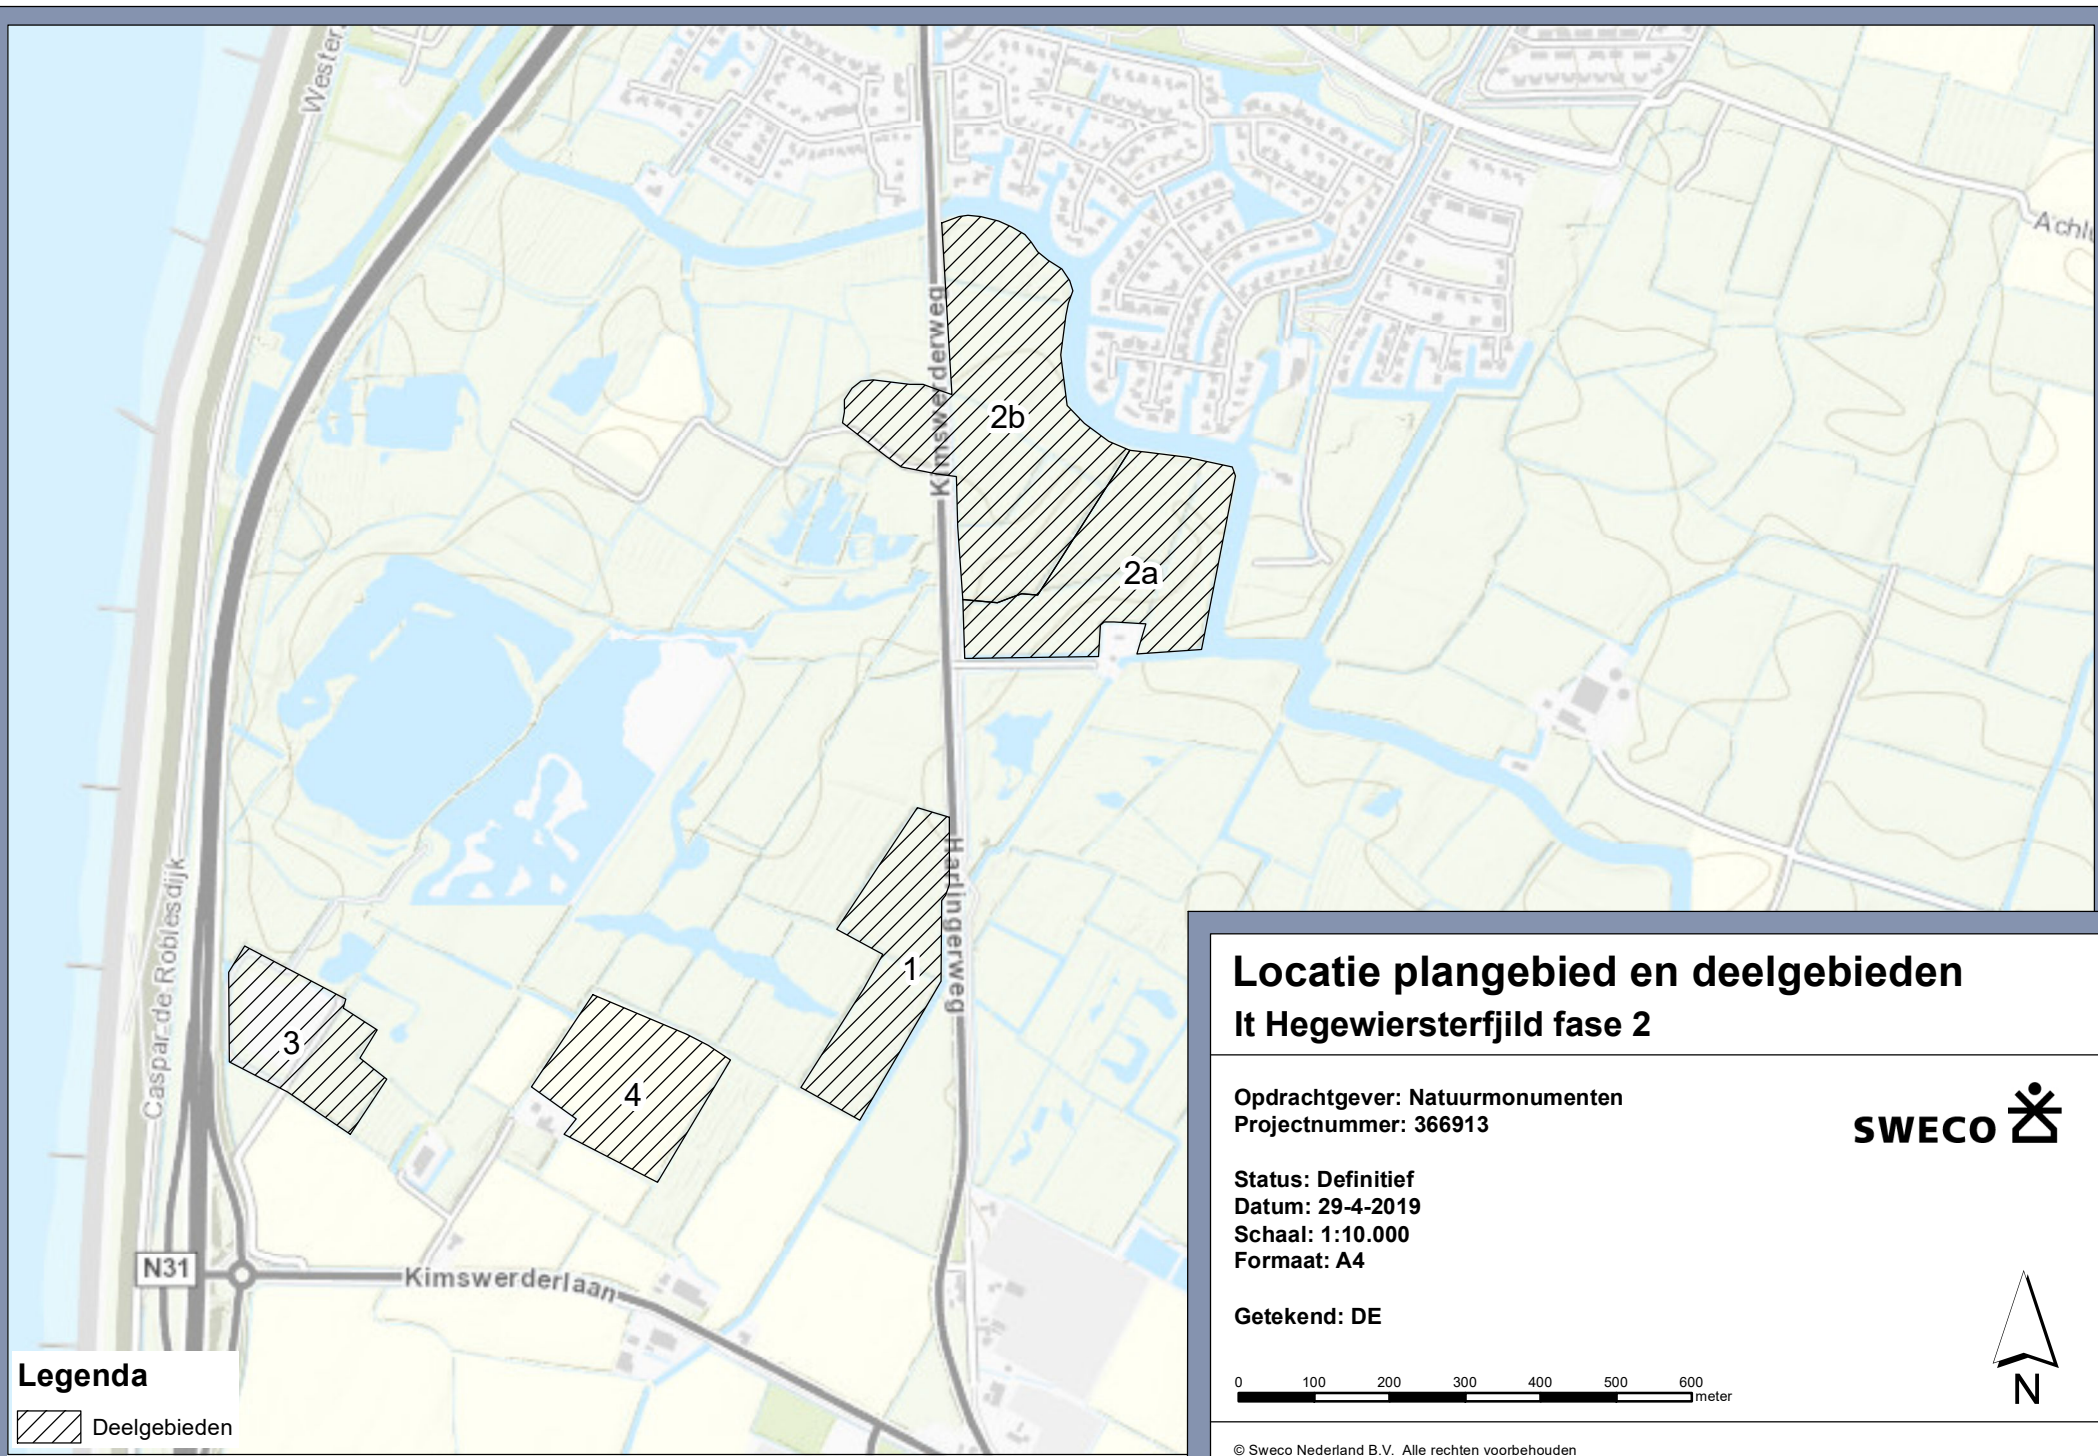 Wester
Kimswerderweg
2b
2a
Harlingerweg
1
3
4
Caspar de Roblesdijk
N31
Kimswerderlaan
Legenda
Deelgebieden
Locatie plangebied en deelgebieden
It Hegewiersterfjild fase 2
Opdrachtgever: Natuurmonumenten
Projectnummer: 366913
SWECO
Status: Definitief
Datum: 29-4-2019
Schaal: 1:10.000
Formaat: A4
Getekend: DE
0 100 200 300 400 500 600
meter
N
© Sweco Nederland B.V. Alle rechten voorbehouden